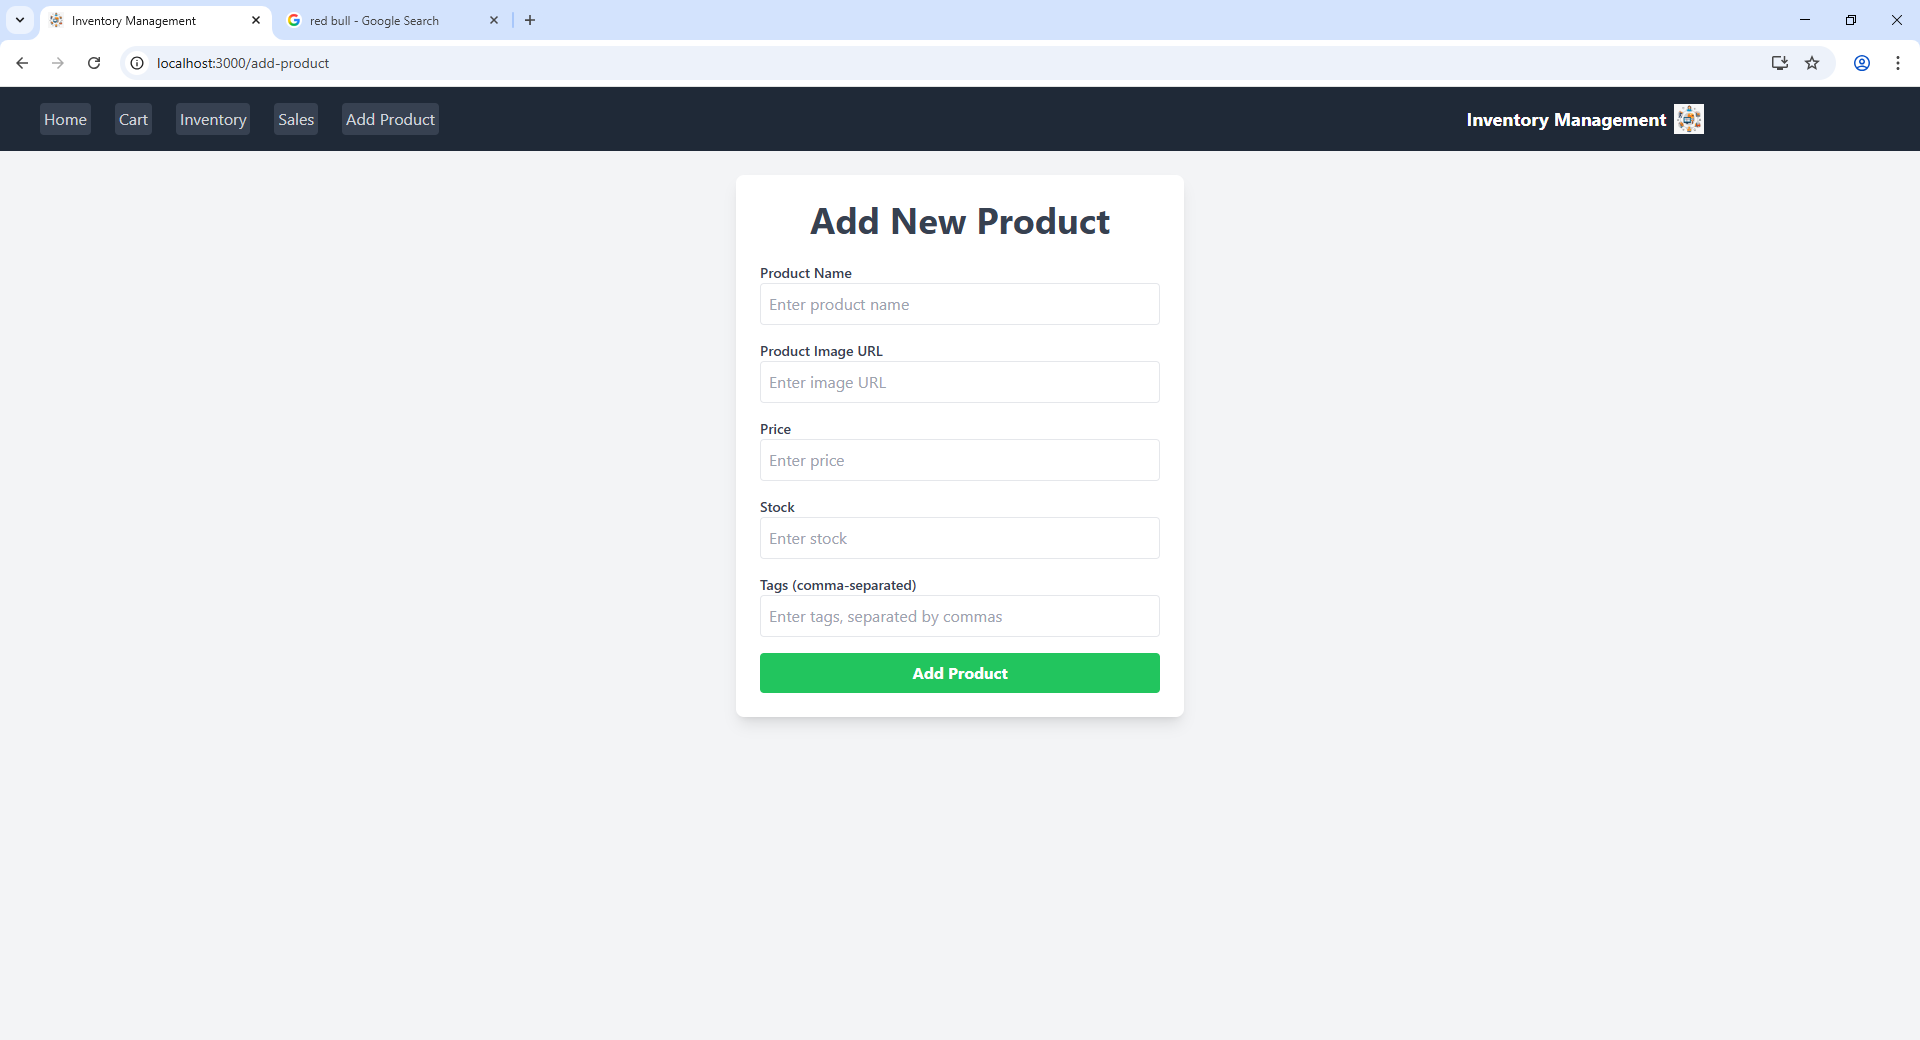 Inventory Management
red bull - Google Search
localhost:3000/add-product
Home Cart Inventory Sales Add Product Inventory Management
Add New Product
Product Name
Enter product name
Product Image URL
Enter image URL
Price
Enter price
Stock
Enter stock
Tags (comma-separated)
Enter tags, separated by commas
Add Product